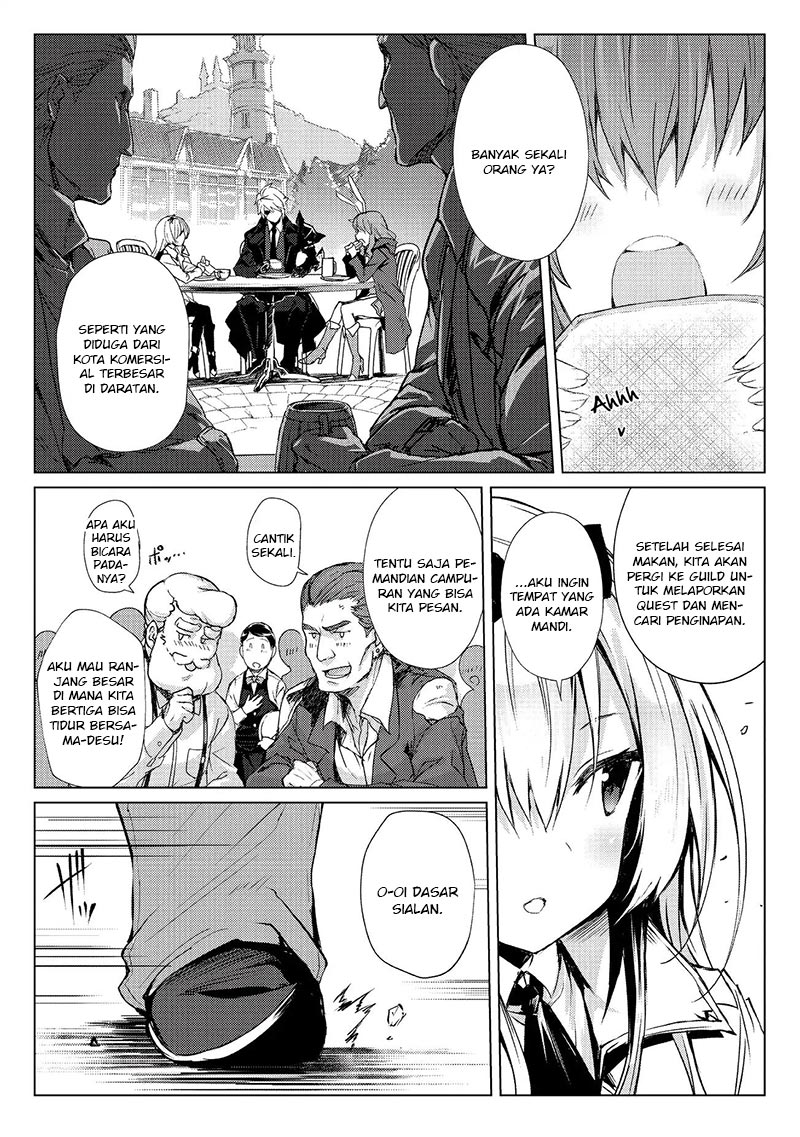 BANYAK SEKALI
ORANG YA?
Ahhh
SEPERTI YANG
DIDUGA DARI
KOTA KOMERSI-
AL TERBESAR
DI DARATAN.
SETELAH SELESAI
MAKAN, KITA AKAN
PERGI KE GUILD UN-
TUK MELAPORKAN
QUEST DAN MEN-
CARI PENGINAPAN.
...AKU INGIN
TEMPAT YANG
ADA KAMAR
MANDI.
TENTU SAJA PE-
MANDIAN CAMPU-
RAN YANG BISA
KITA PESAN.
CANTIK
SEKALI.
ポッ...
APA AKU
HARUS
BICARA
PADA-
NYA?
AKU MAU RAN-
JANG BESAR
DI MANA KITA
BERTIGA BISA
TIDUR BERSA-
MA-DESU!
O-OI DASAR
SIALAN.